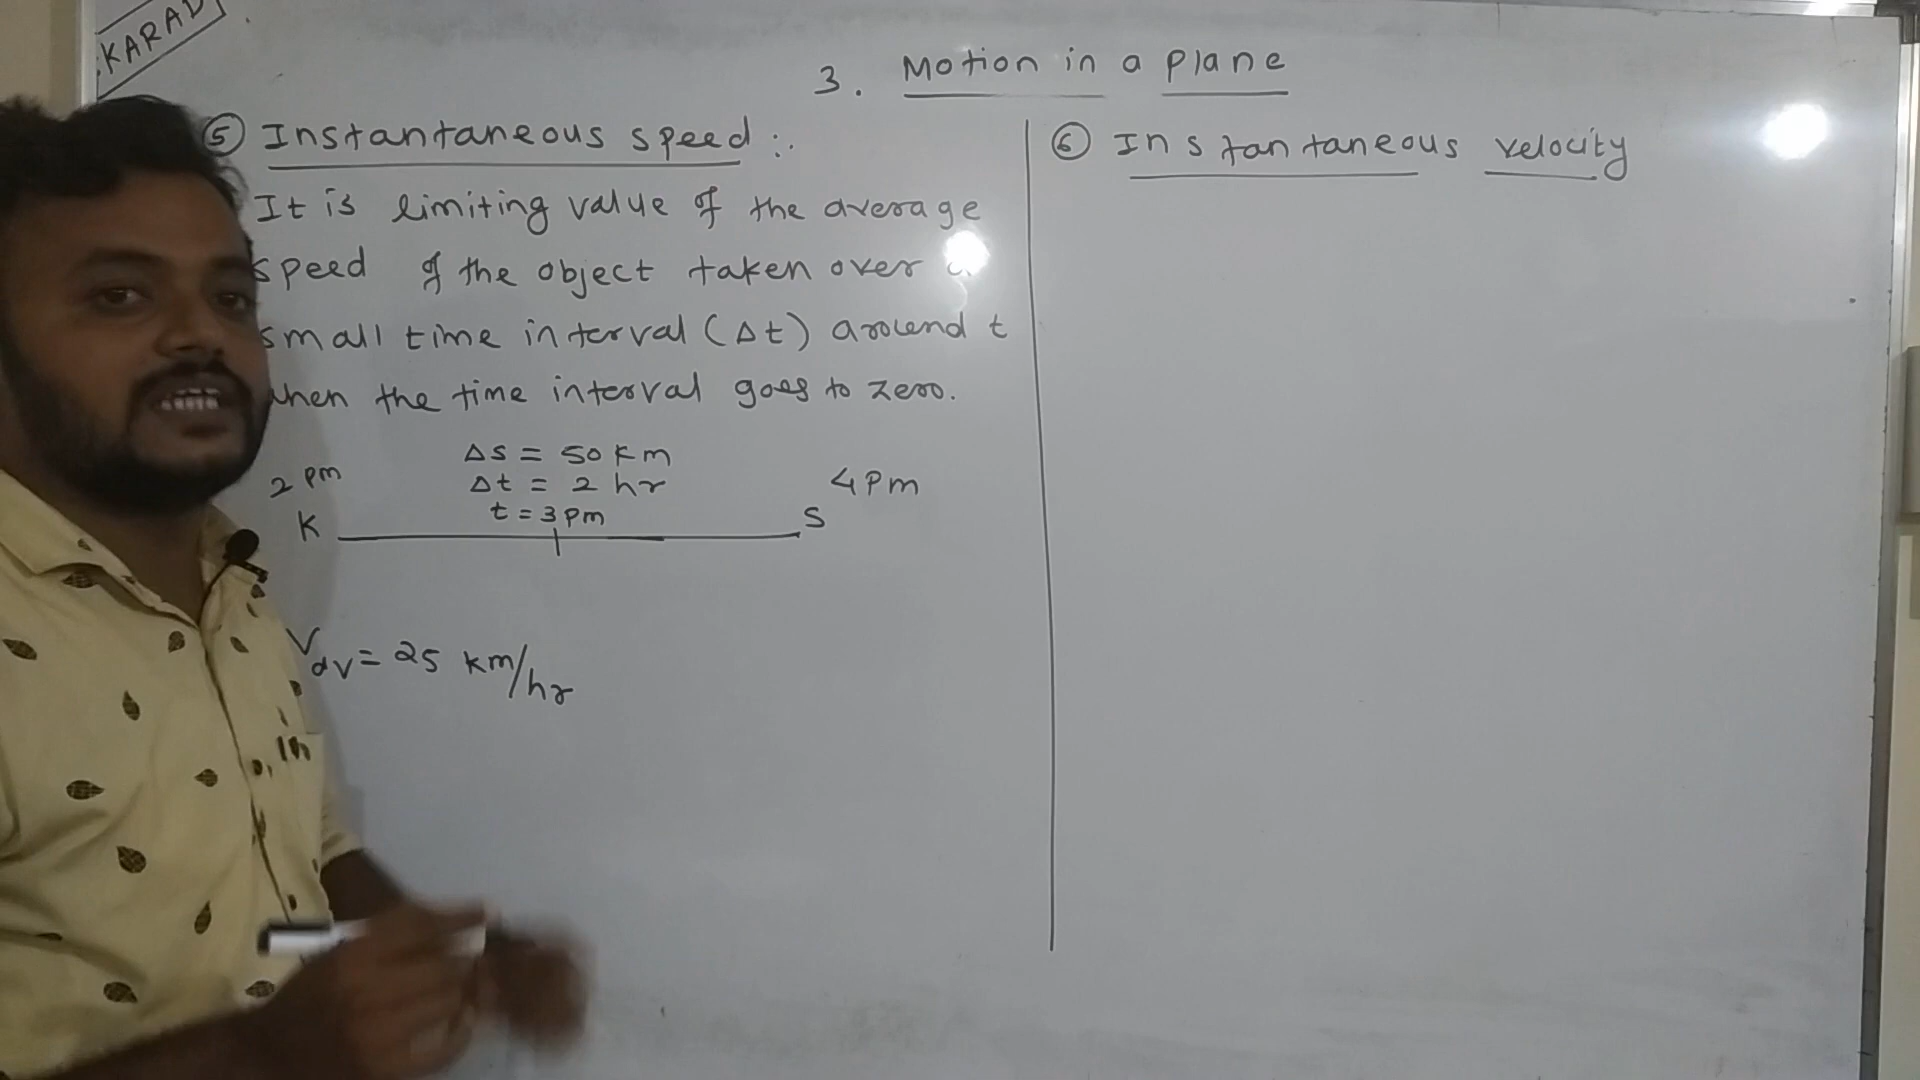 KARAD
3. Motion in a plane
⑤ Instantaneous speed :.
It is limiting value of the average
speed of the object taken over a
small time interval (Δt) around t
when the time interval goes to zero.
Δs = 50 km
2 pm Δt = 2 hr 4 Pm
t = 3 pm
K S
Vav = 25 km/hr
⑥ Instantaneous velocity